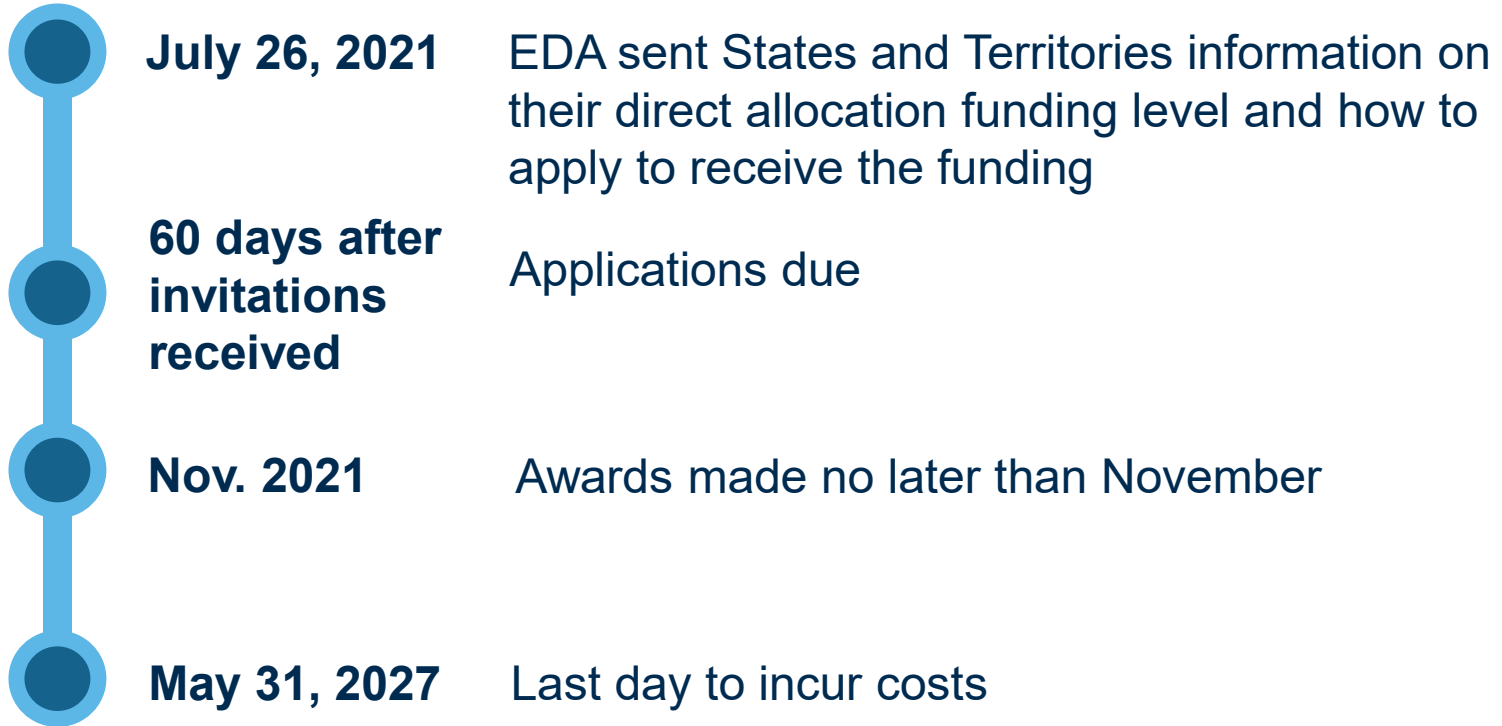 July 26, 2021 EDA sent States and Territories information on
their direct allocation funding level and how to
apply to receive the funding
60 days after
invitations
received
Applications due
Nov. 2021 Awards made no later than November
May 31, 2027 Last day to incur costs